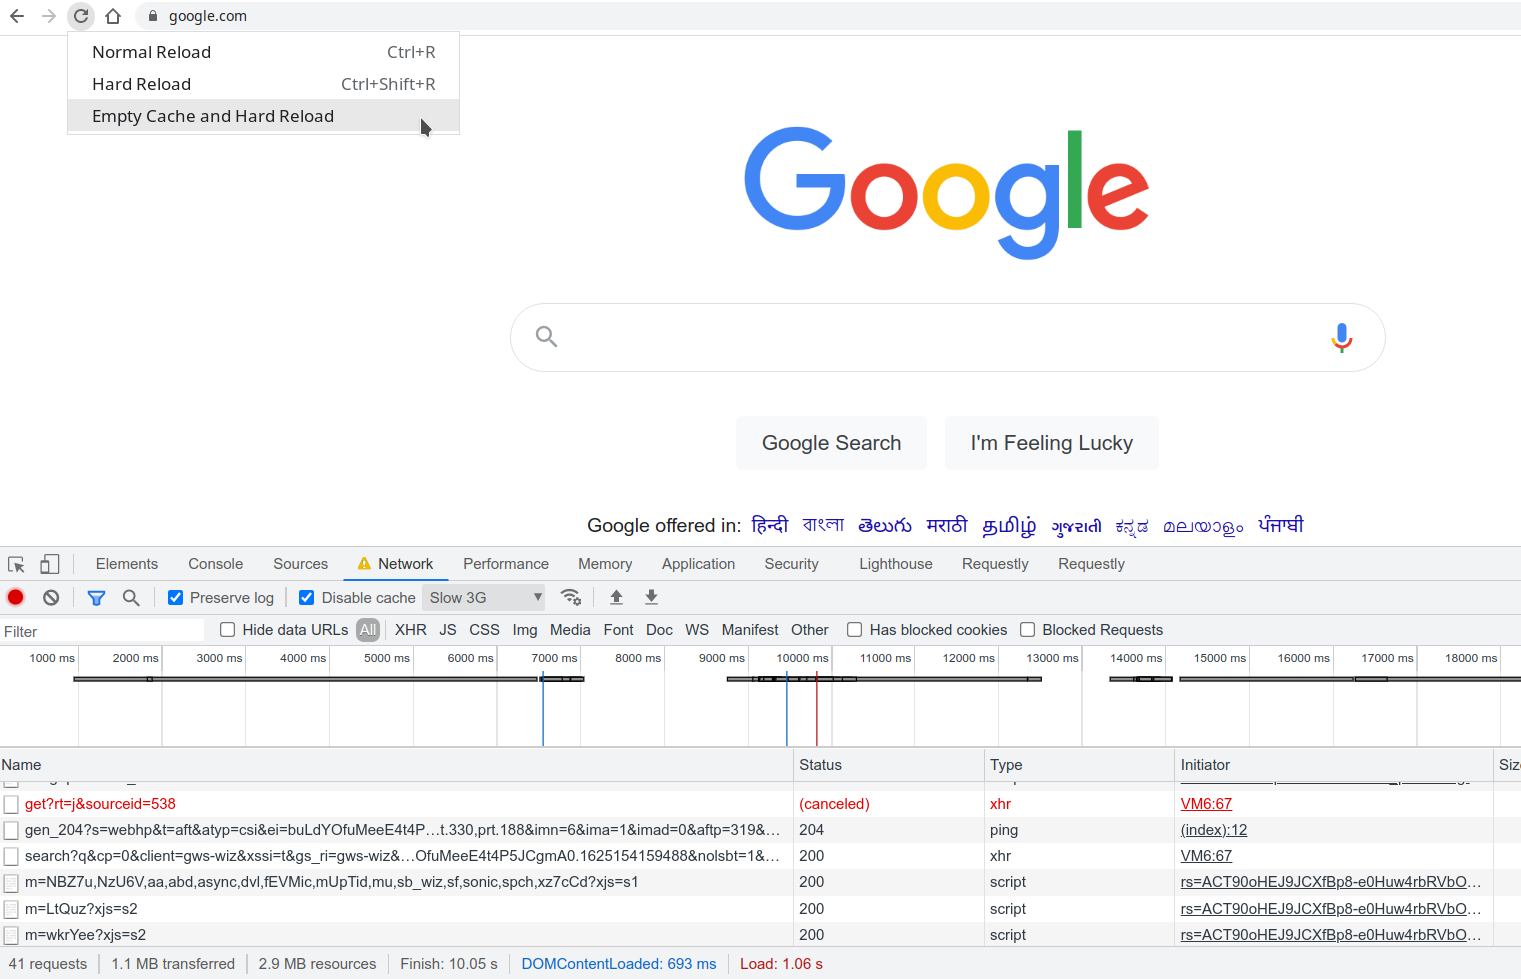 google.com
Normal Reload Ctrl+R
Hard Reload Ctrl+Shift+R
Empty Cache and Hard Reload
Google
Google Search I'm Feeling Lucky
Google offered in: हिन्दी বাংলা తెలుగు मराठी தமிழ் ગુજરાતી ಕನ್ನಡ മലയാളം ਪੰਜਾਬੀ
Elements Console Sources Network Performance Memory Application Security Lighthouse Requestly Requestly
Preserve log Disable cache Slow 3G
Filter Hide data URLs All XHR JS CSS Img Media Font Doc WS Manifest Other Has blocked cookies Blocked Requests
1000 ms 2000 ms 3000 ms 4000 ms 5000 ms 6000 ms 7000 ms 8000 ms 9000 ms 10000 ms 11000 ms 12000 ms 13000 ms 14000 ms 15000 ms 16000 ms 17000 ms 18000 ms
Name Status Type Initiator Siz
get?rt=j&sourceid=538 (canceled) xhr VM6:67
gen_204?s=webhp&t=aft&atyp=csi&ei=buLdYOfuMeeE4t4P…t.330,prt.188&imn=6&ima=1&imad=0&aftp=319&… 204 ping (index):12
search?q&cp=0&client=gws-wiz&xssi=t&gs_ri=gws-wiz&…OfuMeeE4t4P5JCgmA0.1625154159488&nolsbt=1&… 200 xhr VM6:67
m=NBZ7u,NzU6V,aa,abd,async,dvl,fEVMic,mUpTid,mu,sb_wiz,sf,sonic,spch,xz7cCd?xjs=s1 200 script rs=ACT90oHEJ9JCXfBp8-e0Huw4rbRVbO…
m=LtQuz?xjs=s2 200 script rs=ACT90oHEJ9JCXfBp8-e0Huw4rbRVbO…
m=wkrYee?xjs=s2 200 script rs=ACT90oHEJ9JCXfBp8-e0Huw4rbRVbO…
41 requests 1.1 MB transferred 2.9 MB resources Finish: 10.05 s DOMContentLoaded: 693 ms Load: 1.06 s